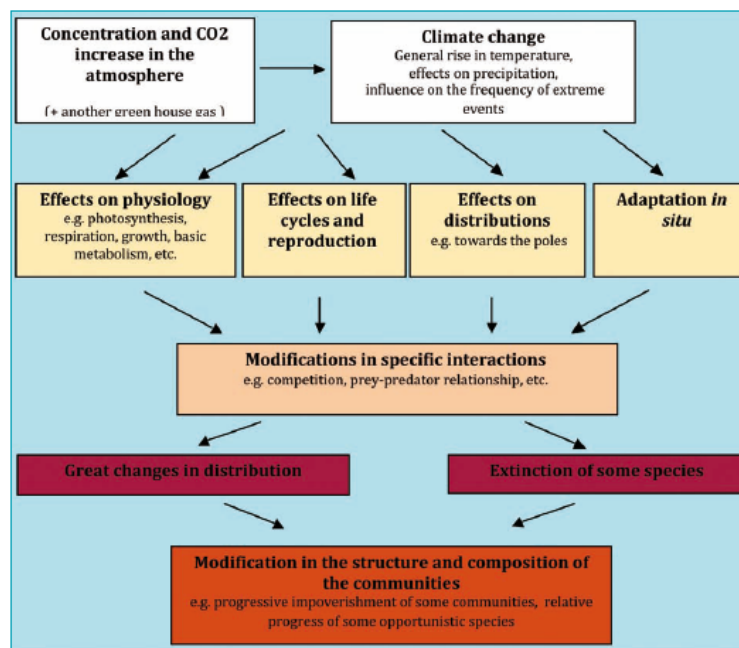 Concentration and CO2
increase in the
atmosphere
(+ another green house gas )
Climate change
General rise in temperature,
effects on precipitation,
influence on the frequency of extreme
events
Effects on physiology
e.g. photosynthesis,
respiration, growth, basic
metabolism, etc.
Effects on life
cycles and
reproduction
Effects on
distributions
e.g. towards the poles
Adaptation in
situ
Modifications in specific interactions
e.g. competition, prey-predator relationship, etc.
Great changes in distribution
Extinction of some species
Modification in the structure and composition of
the communities
e.g. progressive impoverishment of some communities, relative
progress of some opportunistic species